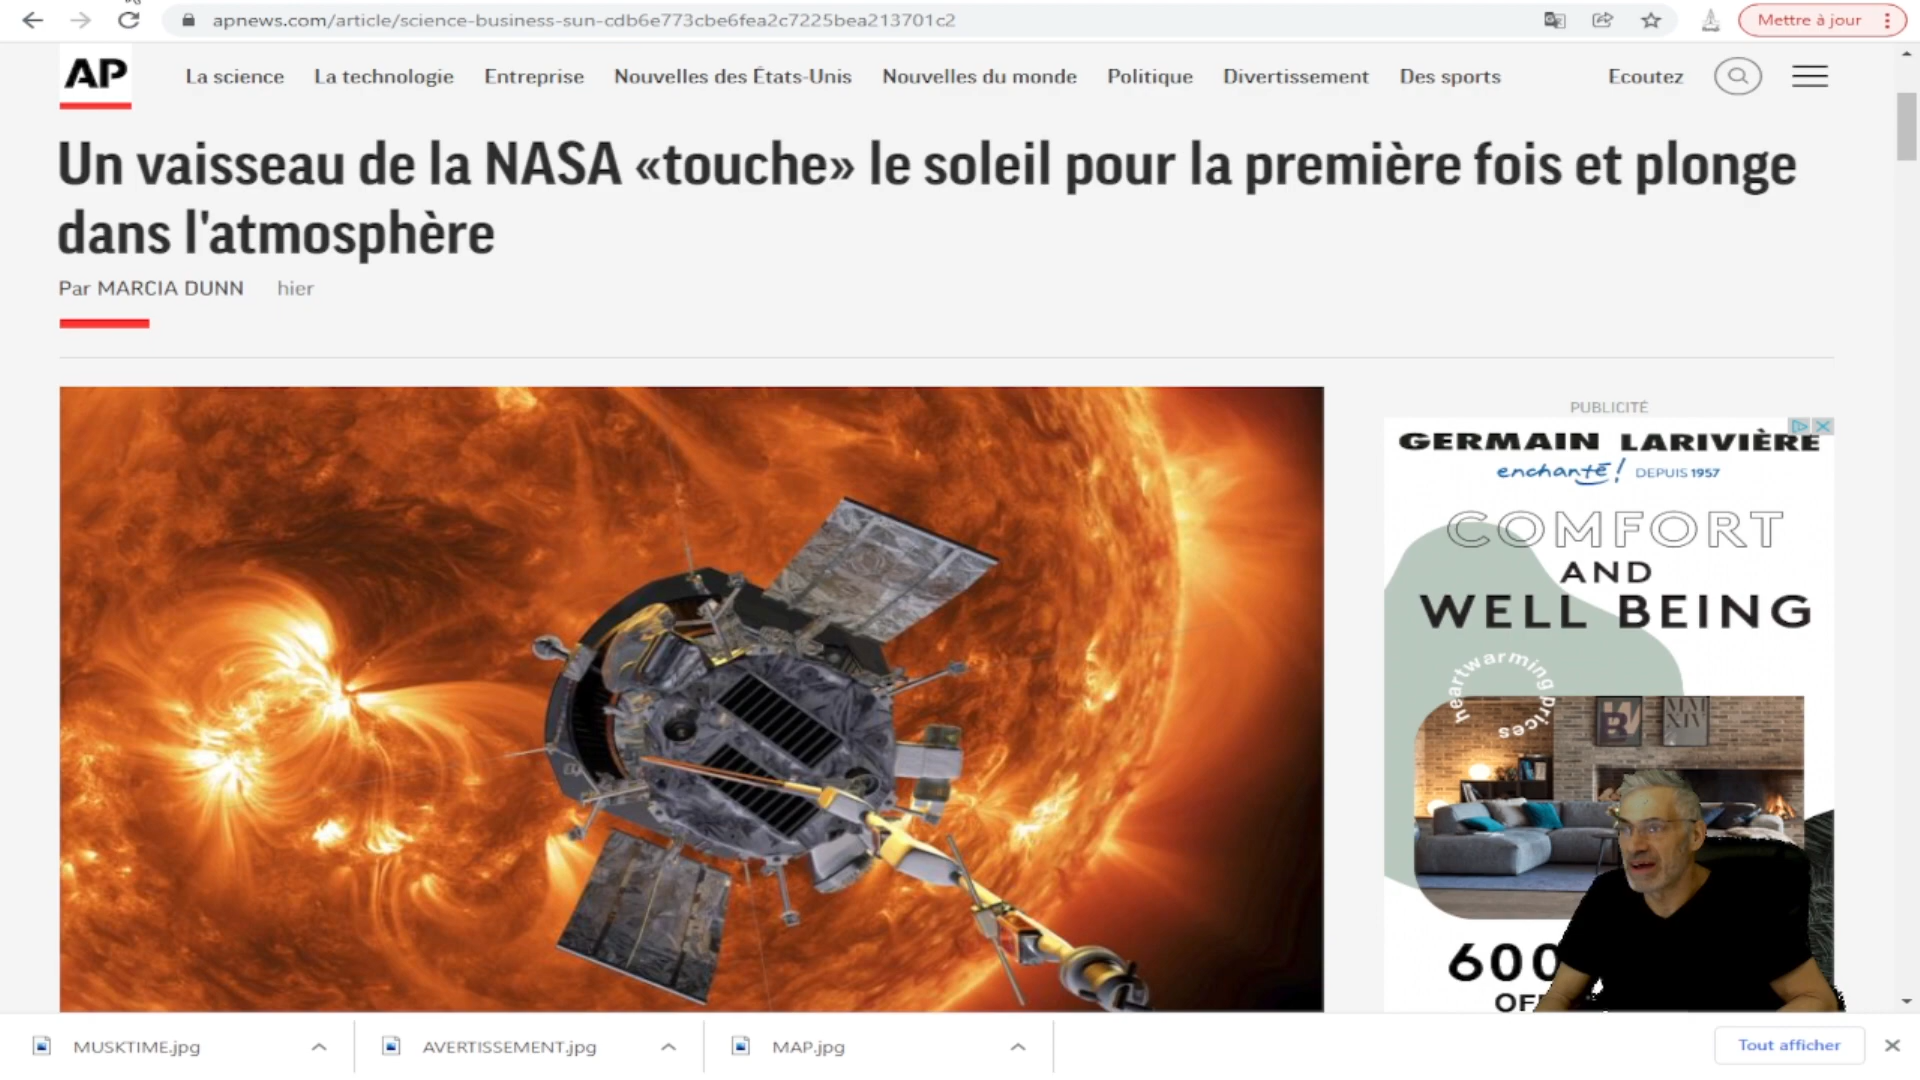 apnews.com/article/science-business-sun-cdb6e773cbe6fea2c7225bea213701c2
Mettre à jour
AP
La science
La technologie
Entreprise
Nouvelles des États-Unis
Nouvelles du monde
Politique
Divertissement
Des sports
Ecoutez
Un vaisseau de la NASA «touche» le soleil pour la première fois et plonge
dans l'atmosphère
Par MARCIA DUNN hier
PUBLICITÉ
GERMAIN LARIVIÈRE
enchanté! DEPUIS 1957
COMFORT
AND
WELL BEING
heartwarming prices
MM
XIV
600
MUSKTIME.jpg
AVERTISSEMENT.jpg
MAP.jpg
Tout afficher